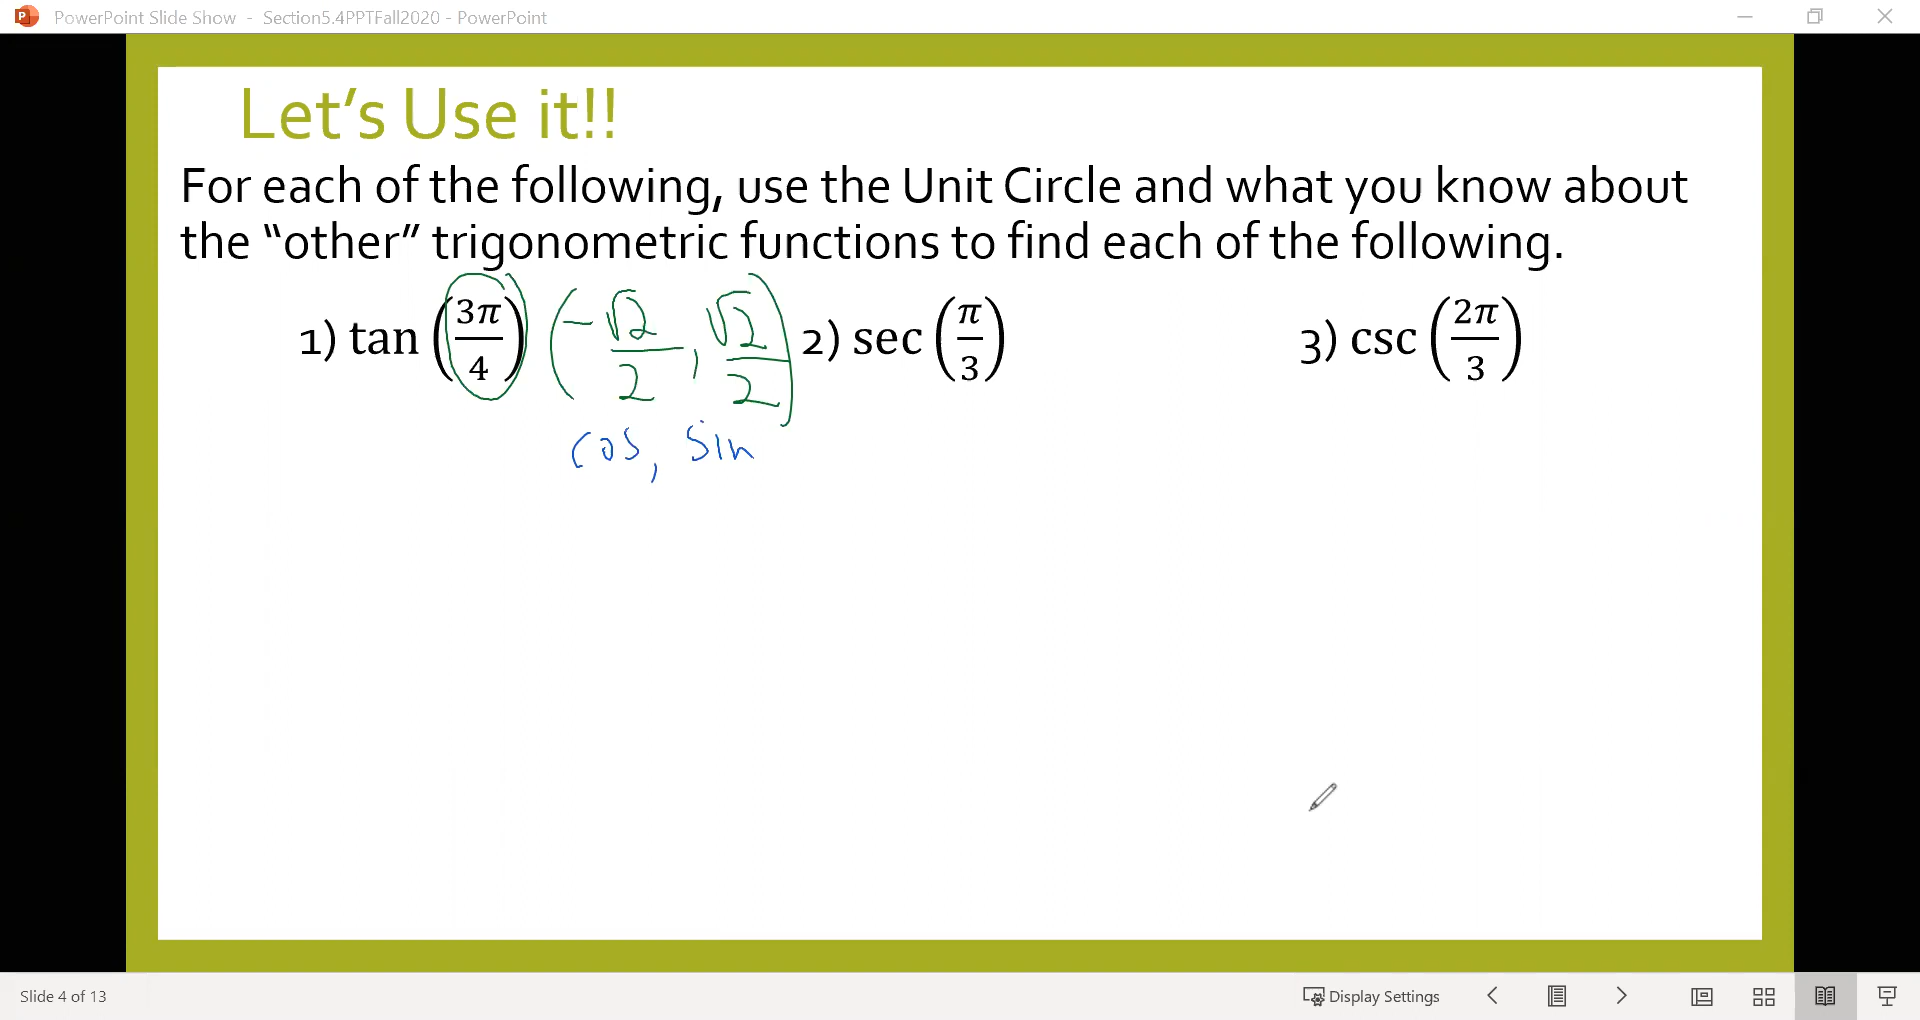 PowerPoint Slide Show - Section5.4PPTFall2020 - PowerPoint
Let's Use it!!
For each of the following, use the Unit Circle and what you know about
the “other” trigonometric functions to find each of the following.
1) tan (3π/4) (-√2/2, √2/2) 2) sec (π/3) 3) csc (2π/3)
cos, sin
Slide 4 of 13 Display Settings